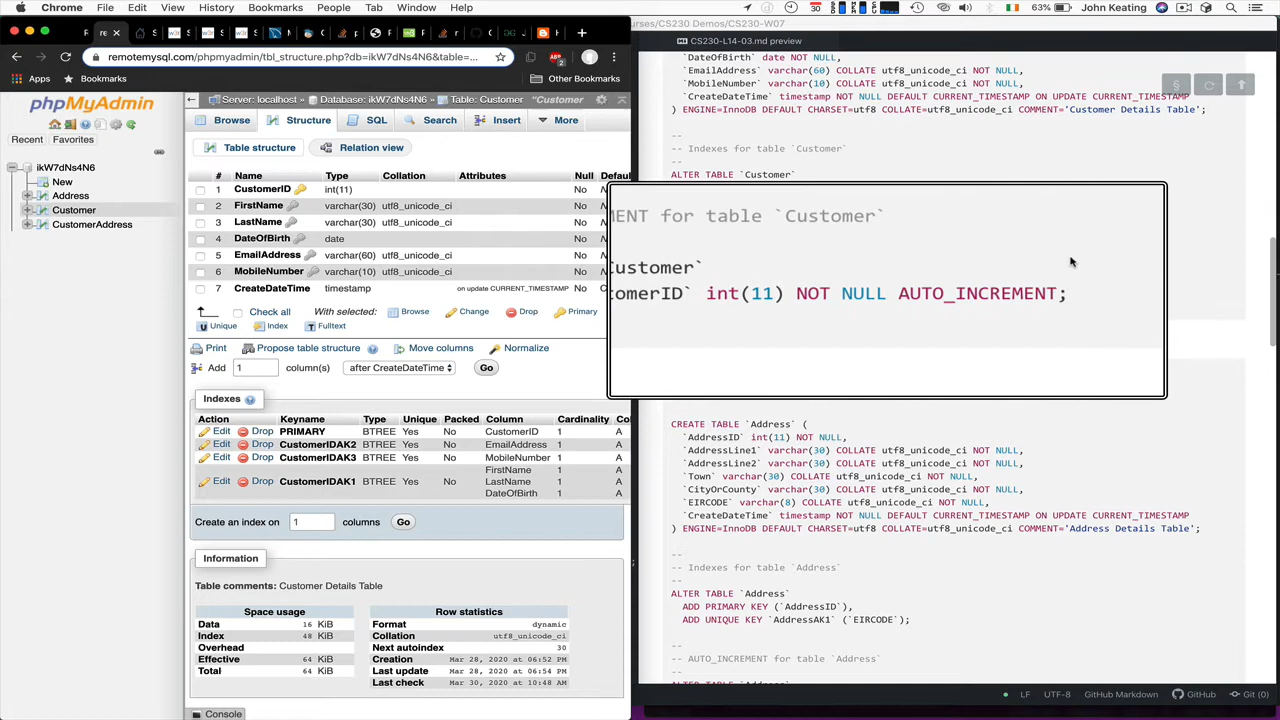 Chrome File Edit View History Bookmarks People Tab Window Help 30 63% John Keating
re
remotemysql.com/phpmyadmin/tbl_structure.php?db=ikW7dNs4N6&table=...
Apps Bookmarks Other Bookmarks
phpMyAdmin
Recent Favorites
ikW7dNs4N6
New
Address
Customer
CustomerAddress
Server: localhost » Database: ikW7dNs4N6 » Table: Customer "Customer
Browse Structure SQL Search Insert More
Table structure Relation view
# Name Type Collation Attributes Null Defau
1 CustomerID int(11) No
2 FirstName varchar(30) utf8_unicode_ci No
3 LastName varchar(30) utf8_unicode_ci No
4 DateOfBirth date No
5 EmailAddress varchar(60) utf8_unicode_ci No
6 MobileNumber varchar(10) utf8_unicode_ci No
7 CreateDateTime timestamp on update CURRENT_TIMESTAMP No
Check all With selected: Browse Change Drop Primary
Unique Index Fulltext
Print Propose table structure Move columns Normalize
Add 1 column(s) after CreateDateTime Go
Indexes
Action Keyname Type Unique Packed Column Cardinality Co
Edit Drop PRIMARY BTREE Yes No CustomerID 1 A
Edit Drop CustomerIDAK2 BTREE Yes No EmailAddress 1 A
Edit Drop CustomerIDAK3 BTREE Yes No MobileNumber 1 A
FirstName 1 A
Edit Drop CustomerIDAK1 BTREE Yes No LastName 1 A
DateOfBirth 1 A
Create an index on 1 columns Go
Information
Table comments: Customer Details Table
Space usage
Data 16 KiB
Index 48 KiB
Overhead
Effective 64 KiB
Total 64 KiB
Row statistics
Format dynamic
Collation utf8_unicode_ci
Next autoindex 30
Creation Mar 28, 2020 at 06:52 PM
Last update Mar 28, 2020 at 06:54 PM
Last check Mar 30, 2020 at 10:48 AM
Console
urses/CS230 Demos/CS230-W07
CS230-L14-03.md preview
`DateOfBirth` date NOT NULL,
`EmailAddress` varchar(60) COLLATE utf8_unicode_ci NOT NULL,
`MobileNumber` varchar(10) COLLATE utf8_unicode_ci NOT NULL,
`CreateDateTime` timestamp NOT NULL DEFAULT CURRENT_TIMESTAMP ON UPDATE CURRENT_TIMESTAMP
) ENGINE=InnoDB DEFAULT CHARSET=utf8 COLLATE=utf8_unicode_ci COMMENT='Customer Details Table';
--
-- Indexes for table `Customer`
--
ALTER TABLE `Customer`
MENT for table `Customer`
Customer`
tomerID` int(11) NOT NULL AUTO_INCREMENT;
CREATE TABLE `Address` (
`AddressID` int(11) NOT NULL,
`AddressLine1` varchar(30) COLLATE utf8_unicode_ci NOT NULL,
`AddressLine2` varchar(30) COLLATE utf8_unicode_ci NOT NULL,
`Town` varchar(30) COLLATE utf8_unicode_ci NOT NULL,
`CityOrCounty` varchar(30) COLLATE utf8_unicode_ci NOT NULL,
`EIRCODE` varchar(8) COLLATE utf8_unicode_ci NOT NULL,
`CreateDateTime` timestamp NOT NULL DEFAULT CURRENT_TIMESTAMP ON UPDATE CURRENT_TIMESTAMP
) ENGINE=InnoDB DEFAULT CHARSET=utf8 COLLATE=utf8_unicode_ci COMMENT='Address Details Table';
--
-- Indexes for table `Address`
--
ALTER TABLE `Address`
ADD PRIMARY KEY (`AddressID`),
ADD UNIQUE KEY `AddressAK1` (`EIRCODE`);
--
-- AUTO_INCREMENT for table `Address`
--
ALTER TABLE `Address`
LF UTF-8 GitHub Markdown GitHub Git (0)